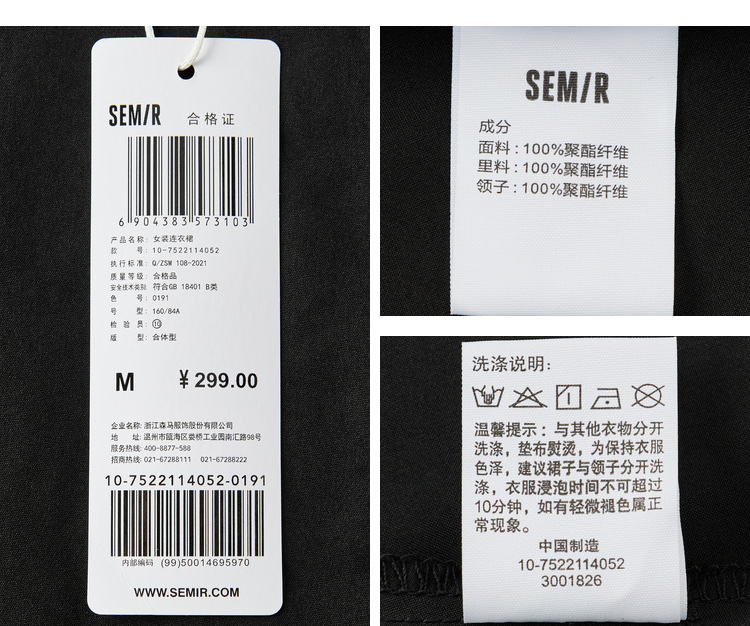 SEM/R 合格证
6 904383 573103
产品名称: 女装连衣裙
款 号: 10-7522114052
执行标准: Q/ZSM 108-2021
质量等级: 合格品
安全技术类别: 符合GB 18401 B类
色 号: 0191
号 型: 160/84A
检 验 员: 10
版 型: 合体型
M ¥ 299.00
企业名称: 浙江森马服饰股份有限公司
地 址: 温州市瓯海区娄桥工业园南汇路98号
服务热线: 400-8877-588
招商热线: 021-67288111 021-67288222
10-7522114052-0191
内部编码 (99)50014695970
WWW.SEMIR.COM
SEM/R
成分
面料:100%聚酯纤维
里料:100%聚酯纤维
领子:100%聚酯纤维
洗涤说明:
温馨提示:与其他衣物分开
洗涤,垫布熨烫,为保持衣服
色泽,建议裙子与领子分开洗
涤,衣服浸泡时间不可超过
10分钟,如有轻微褪色属正
常现象。
中国制造
10-7522114052
3001826